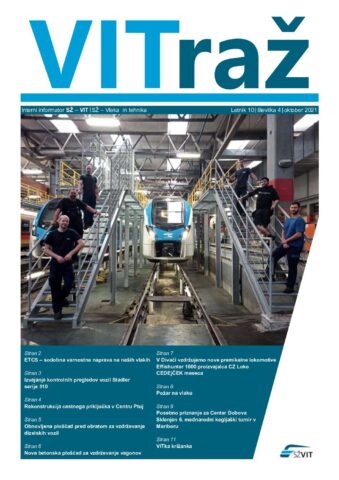 VITraž
Interni informator SŽ – VIT | SŽ – Vleka in tehnika
Letnik 10 | številka 4 | oktober 2021
Stran 2
ETCS – sodobna varnostna naprava na naših vlakih
Stran 3
Izvajanje kontrolnih pregledov vozil Stadler
serije 510
Stran 4
Rekonstrukcija cestnega priključka v Centru Ptuj
Stran 5
Obnovljena ploščad pred obratom za vzdrževanje
dizelskih vozil
Stran 6
Nova betonska ploščad za vzdrževanje vagonov
Stran 7
V Divači vzdržujemo nove premikalne lokomotive
Effishunter 1000 proizvajalca CZ Loko
CEDEJČEK meseca
Stran 8
Požar na vlaku
Stran 9
Posebno priznanje za Center Dobova
Sklenjen 6. mednarodni kegljaški turnir v
Mariboru
Stran 11
VITka križanka
SŽ VIT